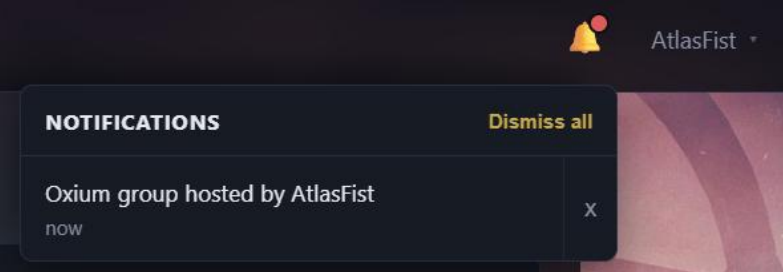 AtlasFist ▾
NOTIFICATIONS
Dismiss all
Oxium group hosted by AtlasFist
now
x